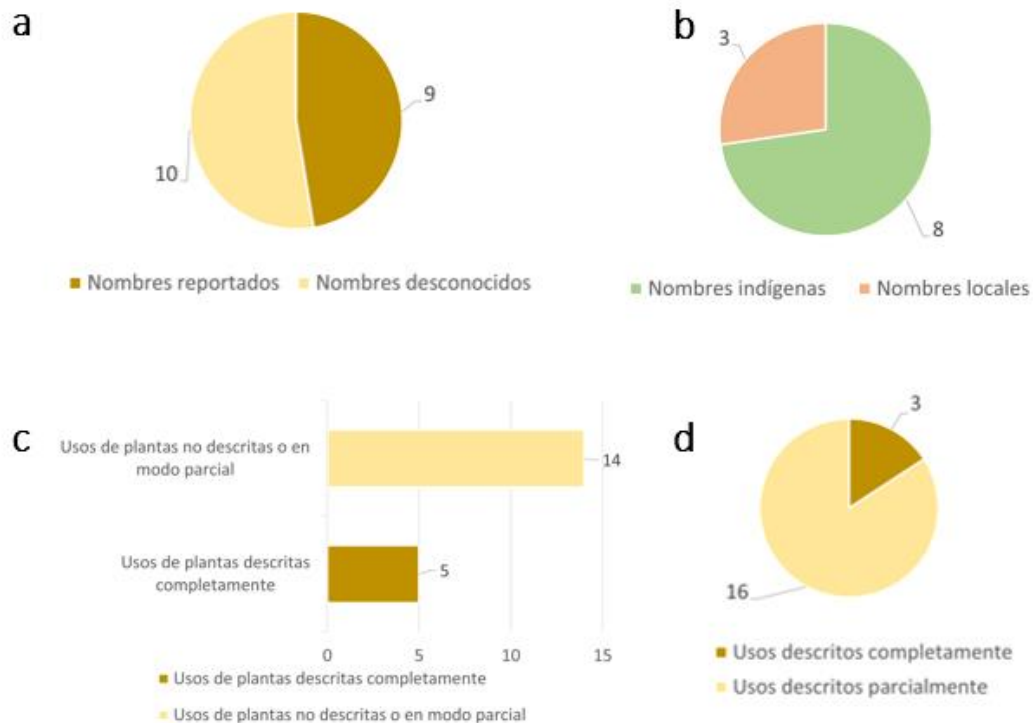 a
9
10
Nombres reportados Nombres desconocidos
b
3
8
Nombres indígenas Nombres locales
c
Usos de plantas no descritas o en
modo parcial
14
Usos de plantas descritas
completamente
5
0 5 10 15
Usos de plantas descritas completamente
Usos de plantas no descritas o en modo parcial
d
3
16
Usos descritos completamente
Usos descritos parcialmente